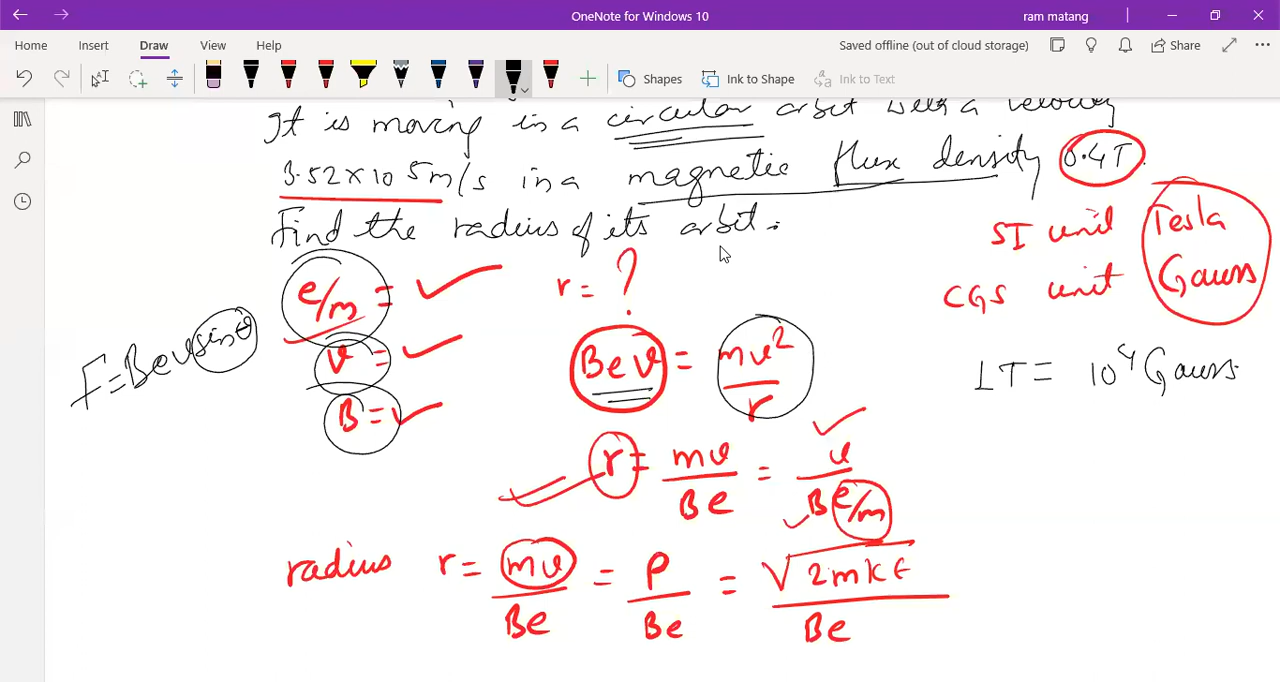 OneNote for Windows 10
ram matang
Home Insert Draw View Help
Saved offline (out of cloud storage)
Share
Shapes
Ink to Shape
Ink to Text
It is moving in a circular orbit with a velocity
3.52×10 5m/s in a magnetic flux density 0.4T.
Find the radius of its orbit.
SI unit Tesla
CGS unit Gauss
1T = 10⁴ Gauss
F=Bev sinθ
e/m =
v =
B =
r = ?
Bev = mv²/r
r = mv/Be = v/B e/m
radius r = mv/Be = P/Be = √2mKE/Be